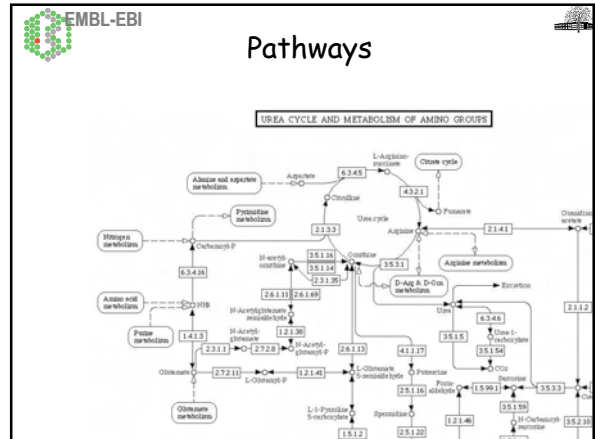 EMBL-EBI
Pathways
UREA CYCLE AND METABOLISM OF AMINO GROUPS
L-Arginino-
succinate
Citrate cycle
6.3.4.5
Alanine and aspartate
metabolism
Aspartate
4.3.2.1
Citrulline
Fumarate
Pyrimidine
metabolism
Urea cycle
Nitrogen
metabolism
2.1.3.3
Arginine
2.1.4.1
acetate
Carbamoyl-P
N-acetyl-
ornithine
3.5.1.16
3.5.1.14
2.3.1.35
Ornithine
3.5.3.1
Arginine metabolism
D-Arg & D-Orn
metabolism
6.3.4.16
2.6.1.11
2.6.1.69
Excretion
Amino acid
metabolism
NH3
N-Acetylglutamate
semialdehyde
Urea
2.1.1.2
6.3.4.6
Purine
metabolism
1.4.1.3
N-Acetyl-
glutamate
1.2.1.38
3.5.1.5
Urea-1-
carboxylate
2.3.1.1
2.7.2.8
N-Acetyl-
glutamyl-P
2.6.1.13
4.1.1.17
3.5.1.54
Glutamate
2.7.2.11
L-Glutamyl-P
1.2.1.41
L-Glutamate
5-semialdehyde
Putrescine
CO2
Form-
aldehyde
1.5.99.1
Sarcosine
3.5.3.3
2.5.1.16
Glutamate
metabolism
L-1-Pyrroline
5-carboxylate
Spermidine
3.5.1.59
1.2.1.46
N-Carbamoyl-
sarcosine
3.5.2.10
1.5.1.2
2.5.1.22